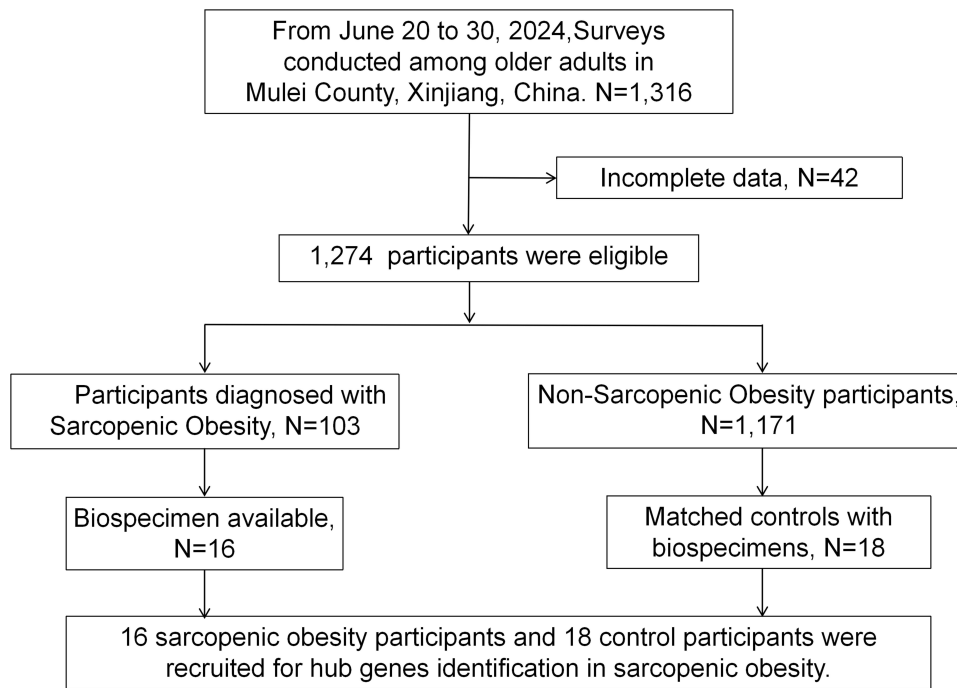 From June 20 to 30, 2024,Surveys
conducted among older adults in
Mulei County, Xinjiang, China. N=1,316
Incomplete data, N=42
1,274 participants were eligible
Participants diagnosed with
Sarcopenic Obesity, N=103
Non-Sarcopenic Obesity participants,
N=1,171
Biospecimen available,
N=16
Matched controls with
biospecimens, N=18
16 sarcopenic obesity participants and 18 control participants were
recruited for hub genes identification in sarcopenic obesity.